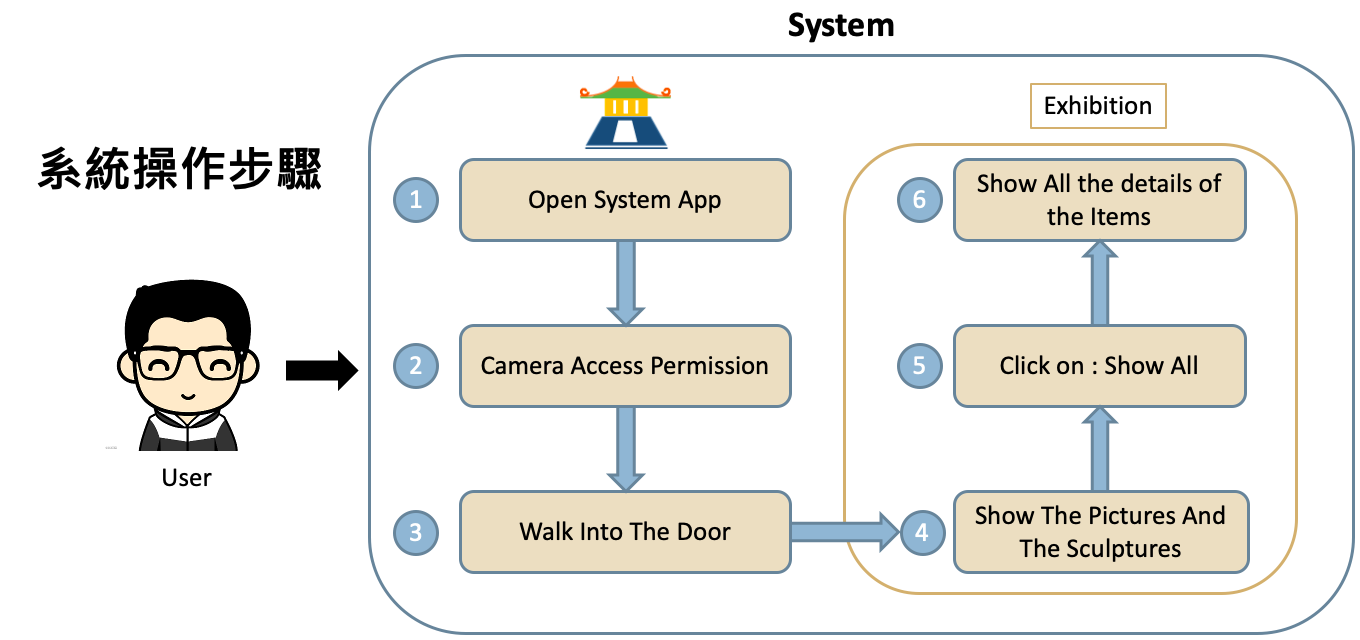 System
系統操作步驟
User
1
Open System App
2
Camera Access Permission
3
Walk Into The Door
Exhibition
4
Show The Pictures And
The Sculptures
5
Click on : Show All
6
Show All the details of
the Items